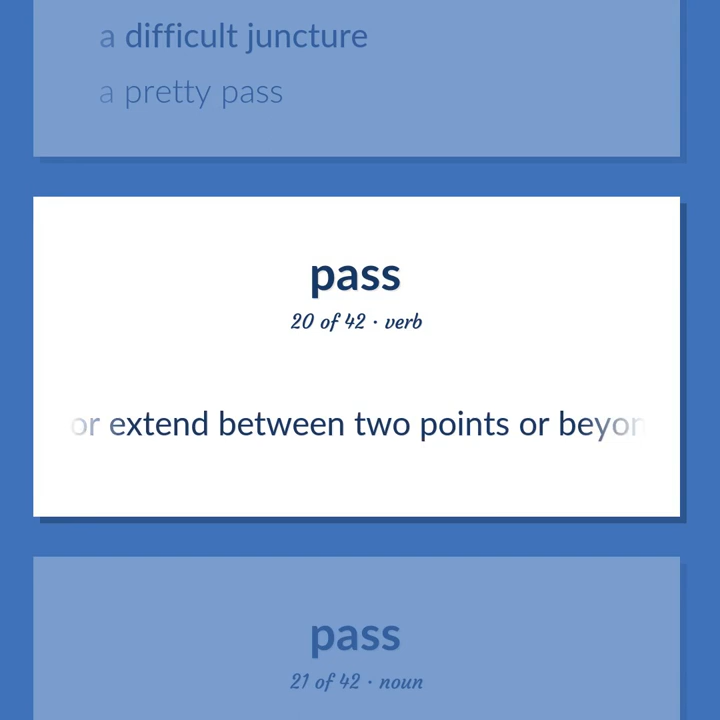 a difficult juncture
a pretty pass
pass
20 of 42 · verb
or extend between two points or beyon
pass
21 of 42 · noun